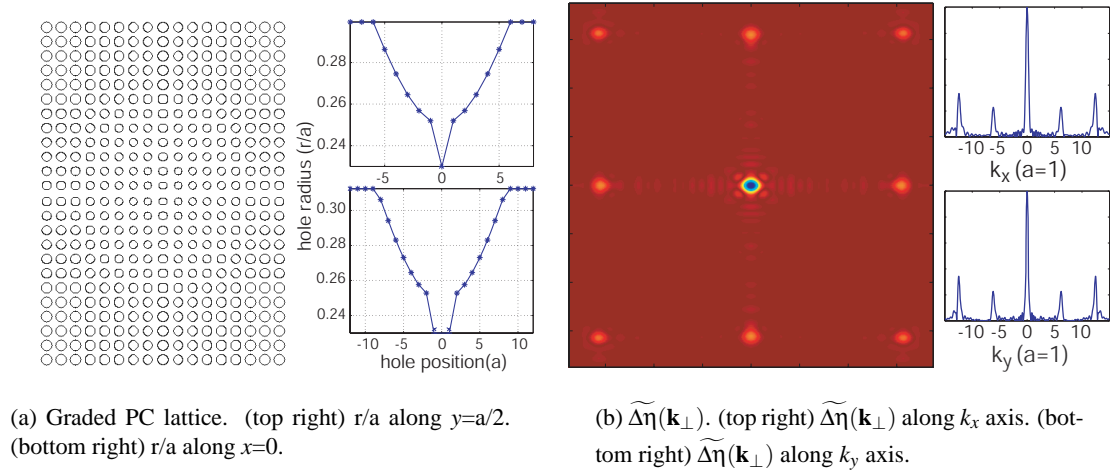 0.28
0.26
0.24
-5 0 5
0.30
0.28
0.26
0.24
-10 -5 0 5 10
hole radius (r/a)
hole position(a)
-10 -5 0 5 10
kx (a=1)
-10 -5 0 5 10
ky (a=1)
(a) Graded PC lattice. (top right) r/a along y=a/2.
(bottom right) r/a along x=0.
(b) Δ̃η(k⊥). (top right) Δ̃η(k⊥) along kx axis. (bot-
tom right) Δ̃η(k⊥) along ky axis.